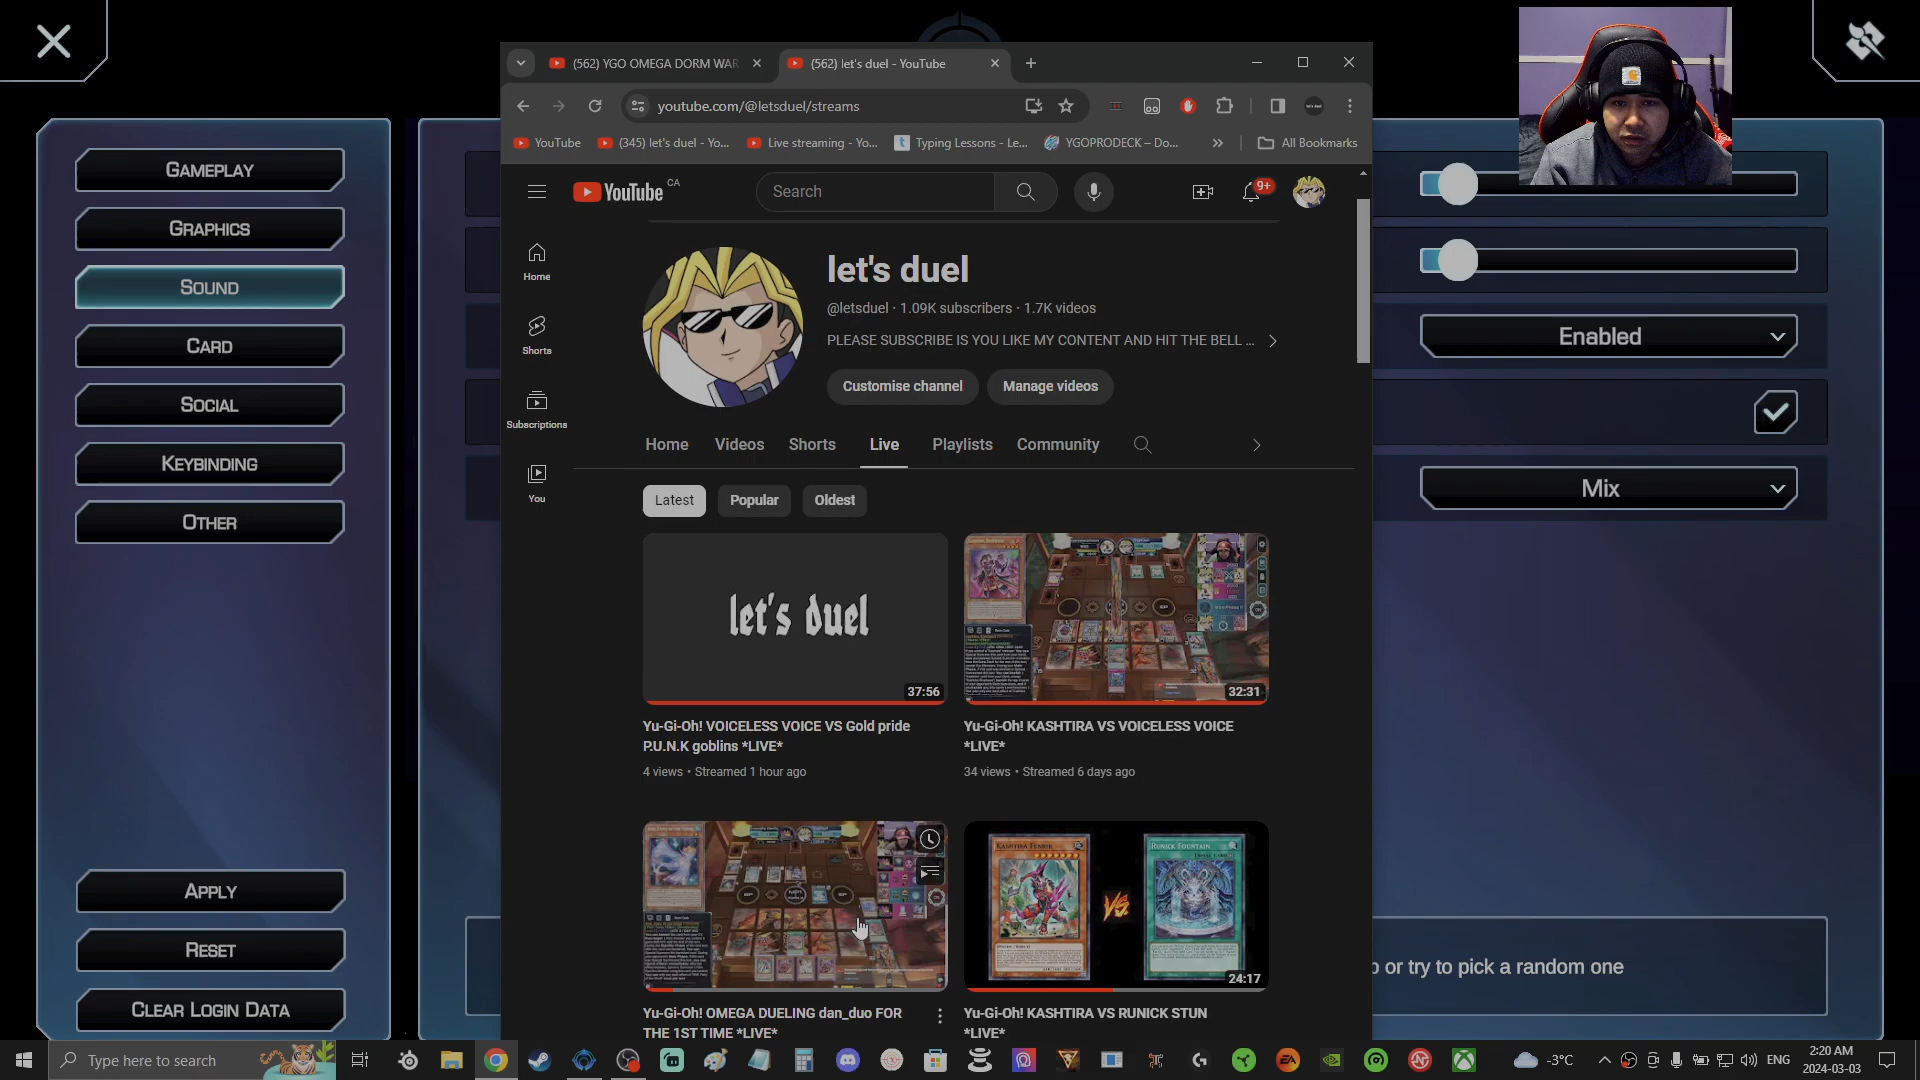 (562) YGO OMEGA DORM WAR
(562) let's duel - YouTube
youtube.com/@letsduel/streams
YouTube
(345) let's duel - Yo...
Live streaming - Yo...
Typing Lessons - Le...
YGOPRODECK – Do...
All Bookmarks
YouTube CA
Search
9+
GAMEPLAY
GRAPHICS
SOUND
CARD
SOCIAL
KEYBINDING
OTHER
APPLY
RESET
CLEAR LOGIN DATA
Home
Shorts
Subscriptions
You
let's duel
@letsduel · 1.09K subscribers · 1.7K videos
PLEASE SUBSCRIBE IS YOU LIKE MY CONTENT AND HIT THE BELL ...
Customise channel
Manage videos
Home
Videos
Shorts
Live
Playlists
Community
Latest
Popular
Oldest
let's duel
37:56
32:31
Yu-Gi-Oh! VOICELESS VOICE VS Gold pride
P.U.N.K goblins *LIVE*
4 views • Streamed 1 hour ago
Yu-Gi-Oh! KASHTIRA VS VOICELESS VOICE
*LIVE*
34 views • Streamed 6 days ago
KASHTIRA FENRIR
VS
RUNICK FOUNTAIN
24:17
Yu-Gi-Oh! OMEGA DUELING dan_duo FOR
THE 1ST TIME *LIVE*
Yu-Gi-Oh! KASHTIRA VS RUNICK STUN
*LIVE*
Enabled
Mix
o or try to pick a random one
Type here to search
-3°C
ENG
2:20 AM
2024-03-03